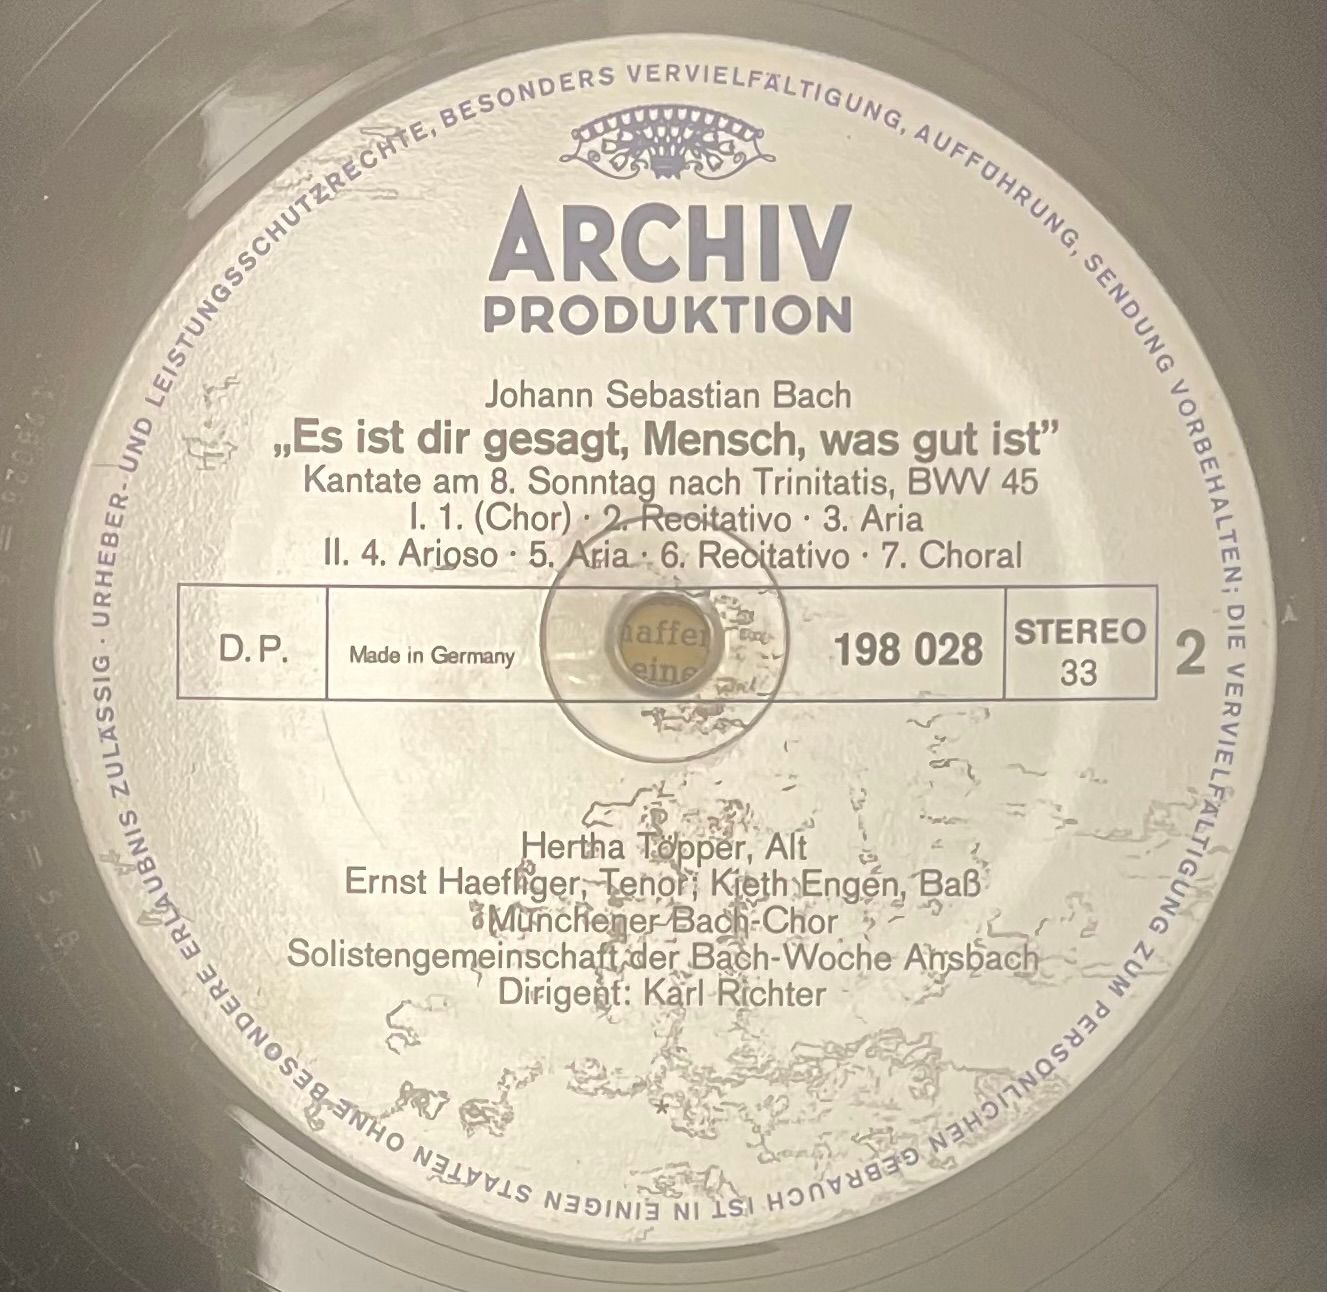 URHEBER- UND LEISTUNGSSCHUTZRECHTE, BESONDERS VERVIELFÄLTIGUNG, AUFFÜHRUNG, SENDUNG VORBEHALTEN; DIE VERVIELFÄLTIGUNG ZUM PERSÖNLICHEN GEBRAUCH IST IN EINIGEN STAATEN OHNE BESONDERE ERLAUBNIS ZULÄSSIG ·
ARCHIV
PRODUKTION
Johann Sebastian Bach
„Es ist dir gesagt, Mensch, was gut ist”
Kantate am 8. Sonntag nach Trinitatis, BWV 45
I. 1. (Chor) · 2. Recitativo · 3. Aria
II. 4. Arioso · 5. Aria · 6. Recitativo · 7. Choral
D. P.
Made in Germany
198 028
STEREO
33
2
Hertha Töpper, Alt
Ernst Haefliger, Tenor; Kieth Engen, Baß
Münchener Bach-Chor
Solistengemeinschaft der Bach-Woche Ansbach
Dirigent: Karl Richter